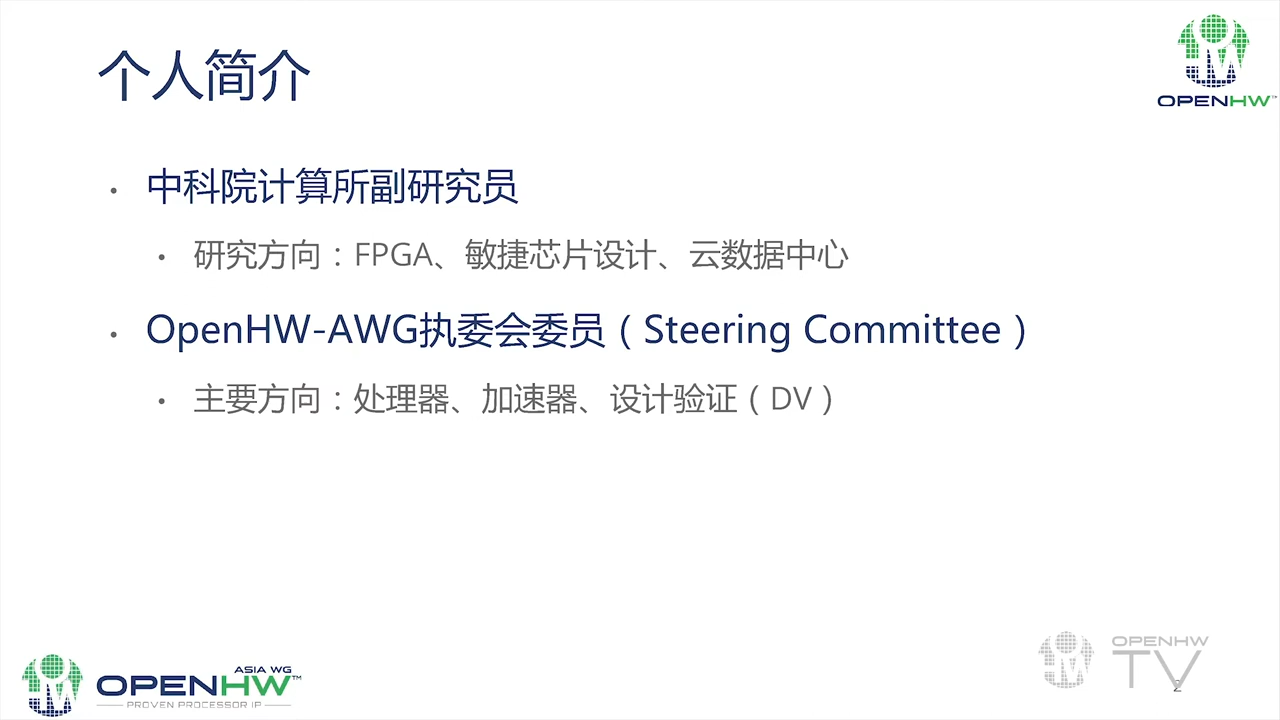 个人简介
OPENHW™
• 中科院计算所副研究员
• 研究方向：FPGA、敏捷芯片设计、云数据中心
• OpenHW-AWG执委会委员（Steering Committee）
• 主要方向：处理器、加速器、设计验证（DV）
ASIA WG
OPENHW™
PROVEN PROCESSOR IP
OPENHW
TV
2